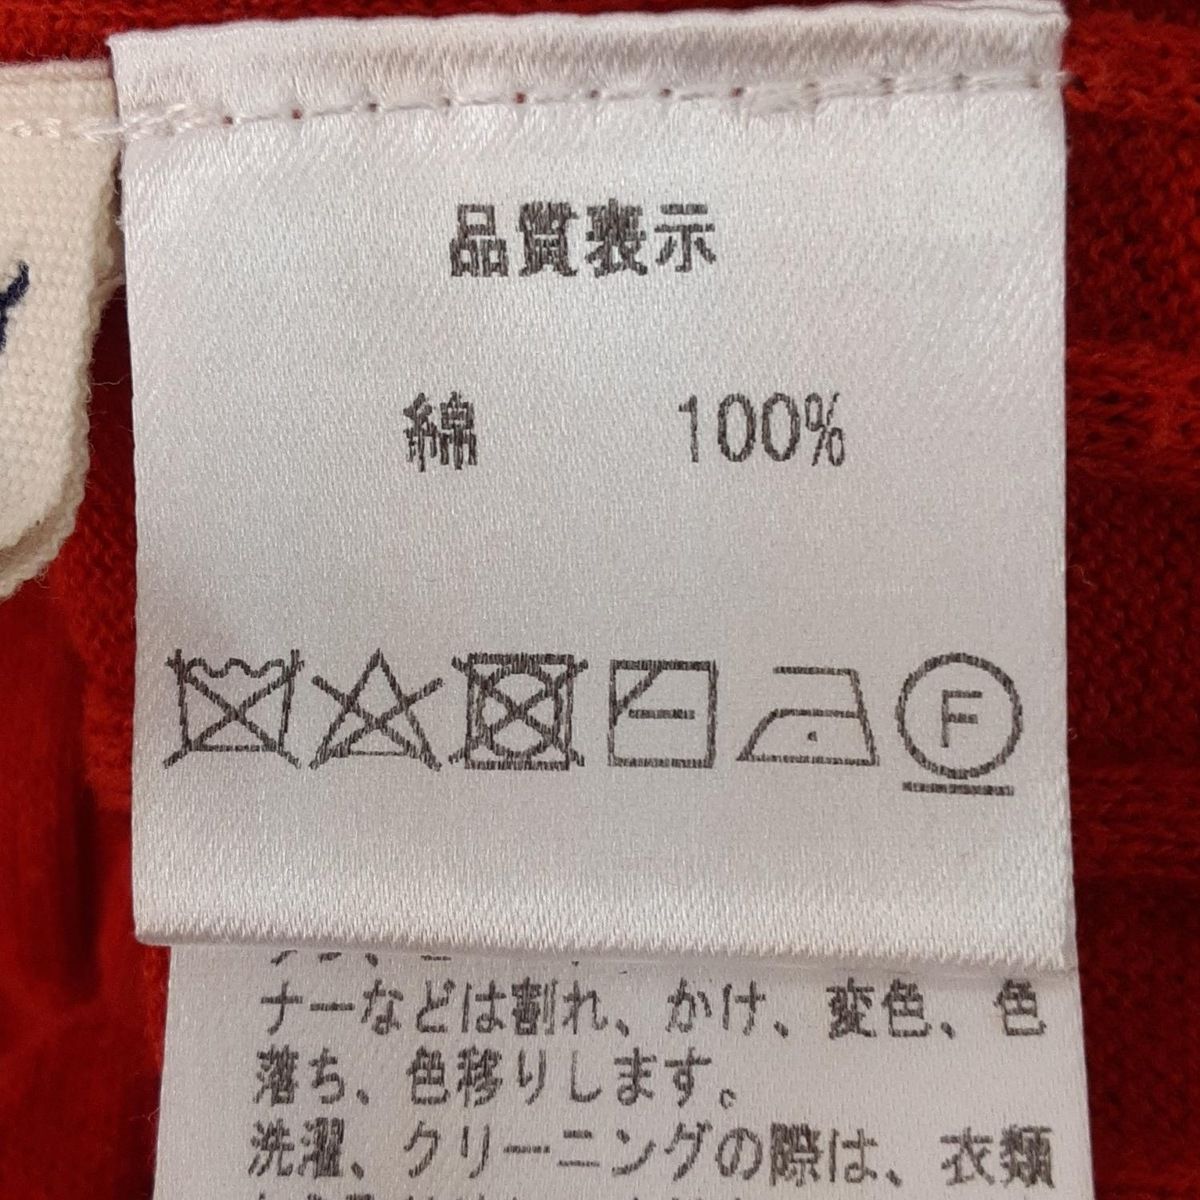 品質表示
綿 100%
F
ナーなどは割れ、かけ、変色、色
落ち、色移りします。
洗濯、クリーニングの際は、衣類